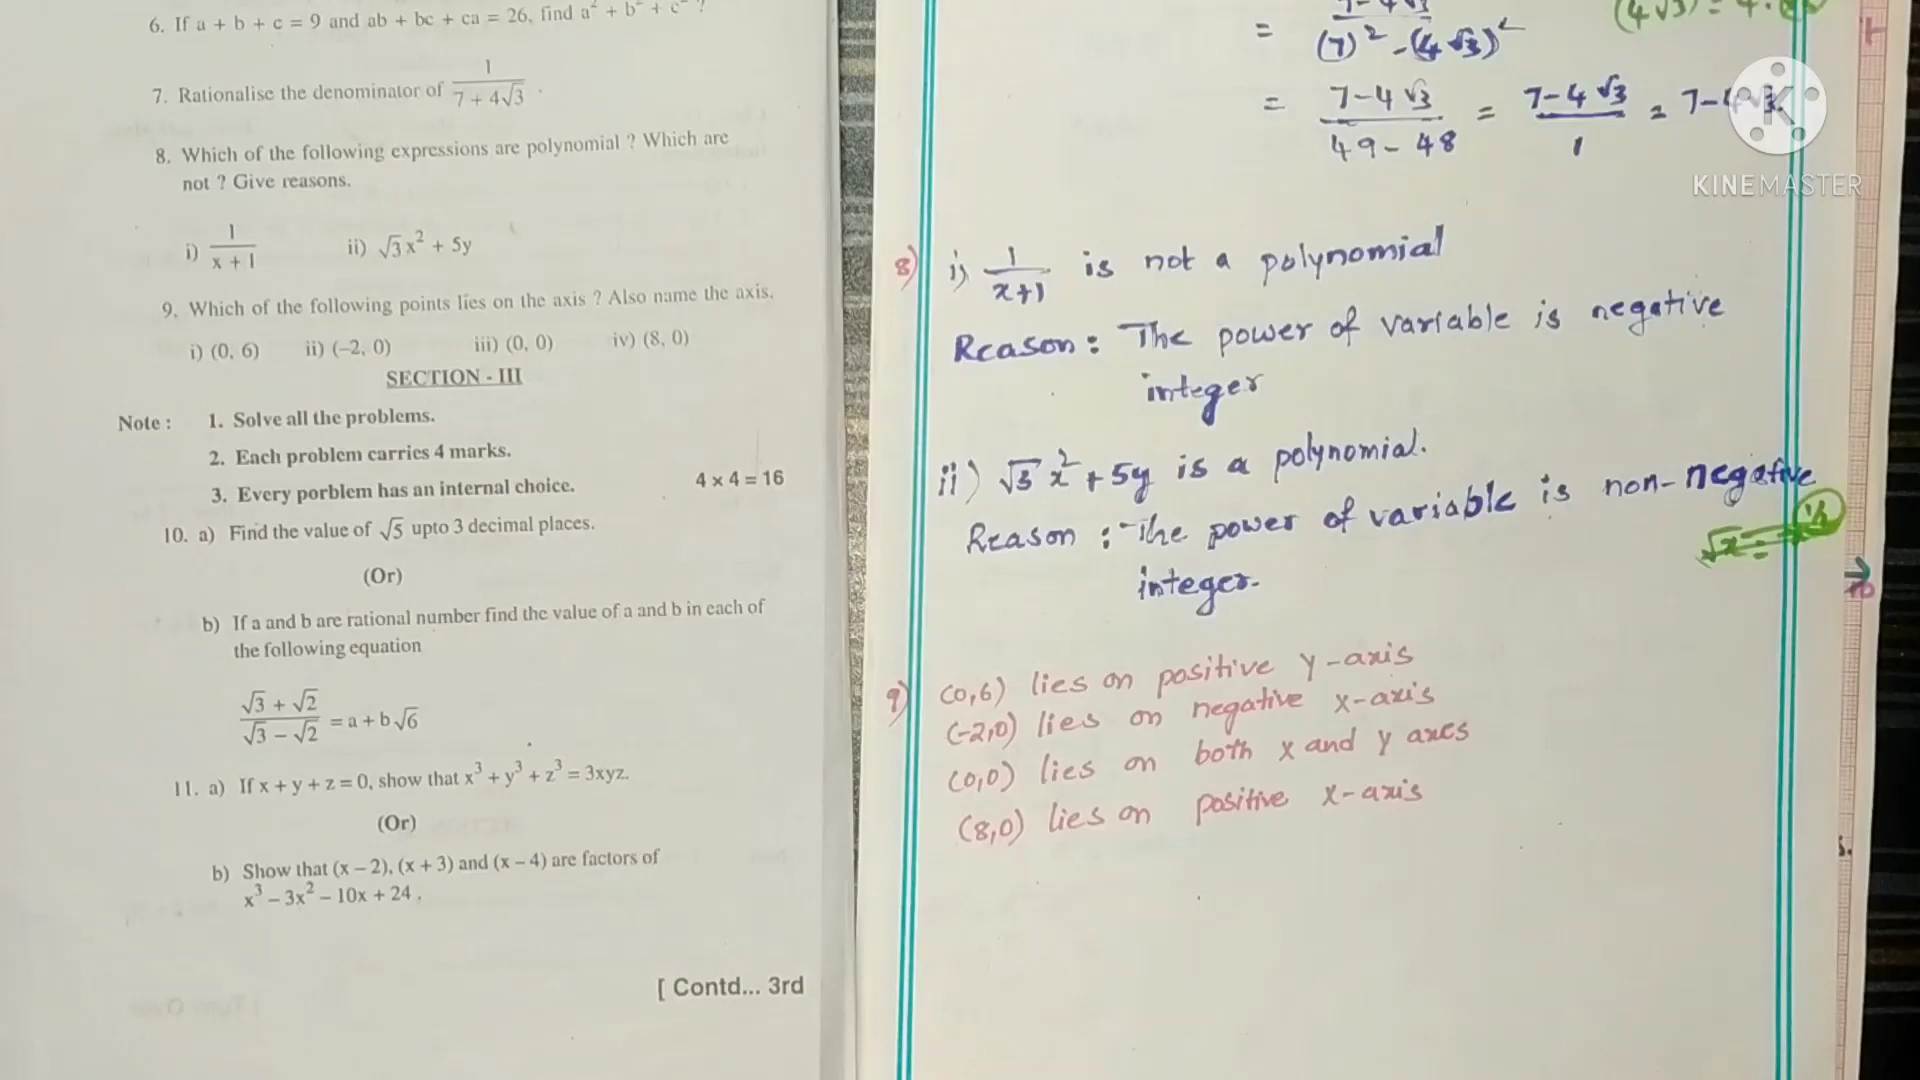 6. If a + b + c = 9 and ab + bc + ca = 26, find a² + b² + c² ?
7. Rationalise the denominator of 1/(7 + 4√3) .
8. Which of the following expressions are polynomial ? Which are
not ? Give reasons.
i) 1/(x + 1) ii) √3x² + 5y
9. Which of the following points lies on the axis ? Also name the axis.
i) (0, 6) ii) (–2, 0) iii) (0, 0) iv) (8, 0)
SECTION - III
Note : 1. Solve all the problems.
2. Each problem carries 4 marks.
3. Every porblem has an internal choice. 4 × 4 = 16
10. a) Find the value of √5 upto 3 decimal places.
(Or)
b) If a and b are rational number find the value of a and b in each of
the following equation
(√3 + √2)/(√3 – √2) = a + b√6
11. a) If x + y + z = 0, show that x³ + y³ + z³ = 3xyz.
(Or)
b) Show that (x – 2), (x + 3) and (x – 4) are factors of
x³ – 3x² – 10x + 24 .
[ Contd... 3rd
= (7-4√3)/((7)² - (4√3)²)
= (7-4√3)/(49-48) = (7-4√3)/1 =
KINEMASTER
8) i) 1/(x+1) is not a polynomial
Reason : The power of variable is negative
integer
ii) √3 x² + 5y is a polynomial.
Reason : The power of variable is non-negative
integer.
9) (0,6) lies on positive Y-axis
(-2,0) lies on negative X-axis
(0,0) lies on both X and Y axes
(8,0) lies on positive X-axis